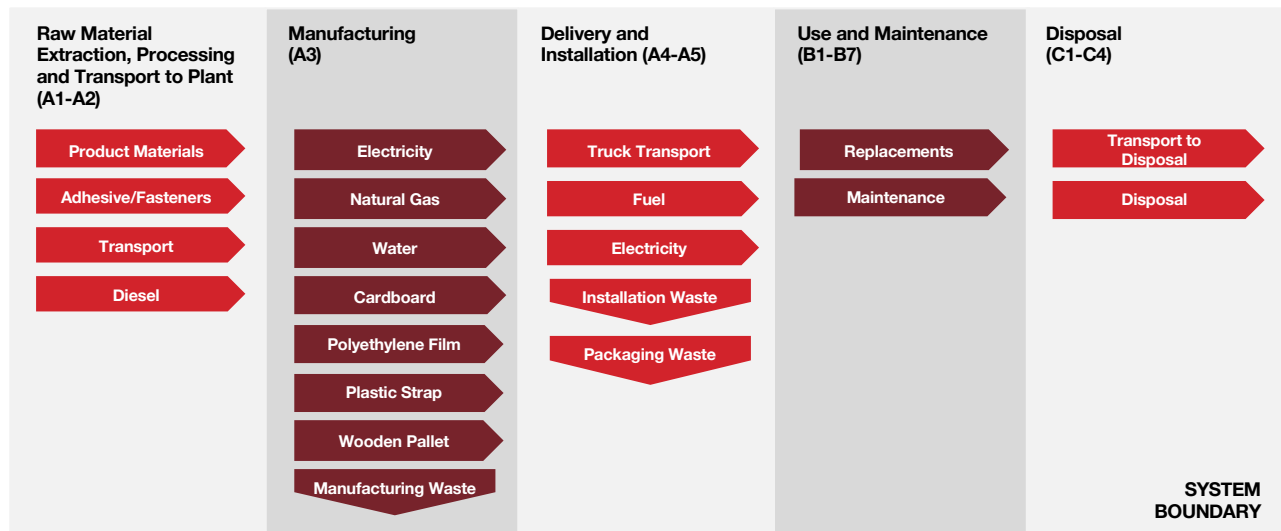 Raw Material
Extraction, Processing
and Transport to Plant
(A1-A2)
Product Materials
Adhesive/Fasteners
Transport
Diesel
Manufacturing
(A3)
Electricity
Natural Gas
Water
Cardboard
Polyethylene Film
Plastic Strap
Wooden Pallet
Manufacturing Waste
Delivery and
Installation (A4-A5)
Truck Transport
Fuel
Electricity
Installation Waste
Packaging Waste
Use and Maintenance
(B1-B7)
Replacements
Maintenance
Disposal
(C1-C4)
Transport to
Disposal
Disposal
SYSTEM
BOUNDARY